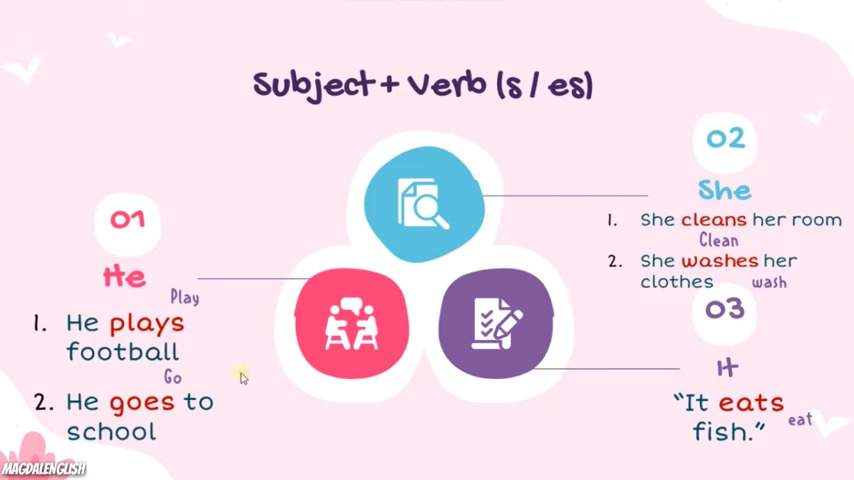 Subject + Verb (s / es)
01
He
Play
1. He plays
football
Go
2. He goes to
school
02
She
1. She cleans her room
Clean
2. She washes her
clothes wash
03
It
“It eats
eat
fish.”
MAGDALENGLISH